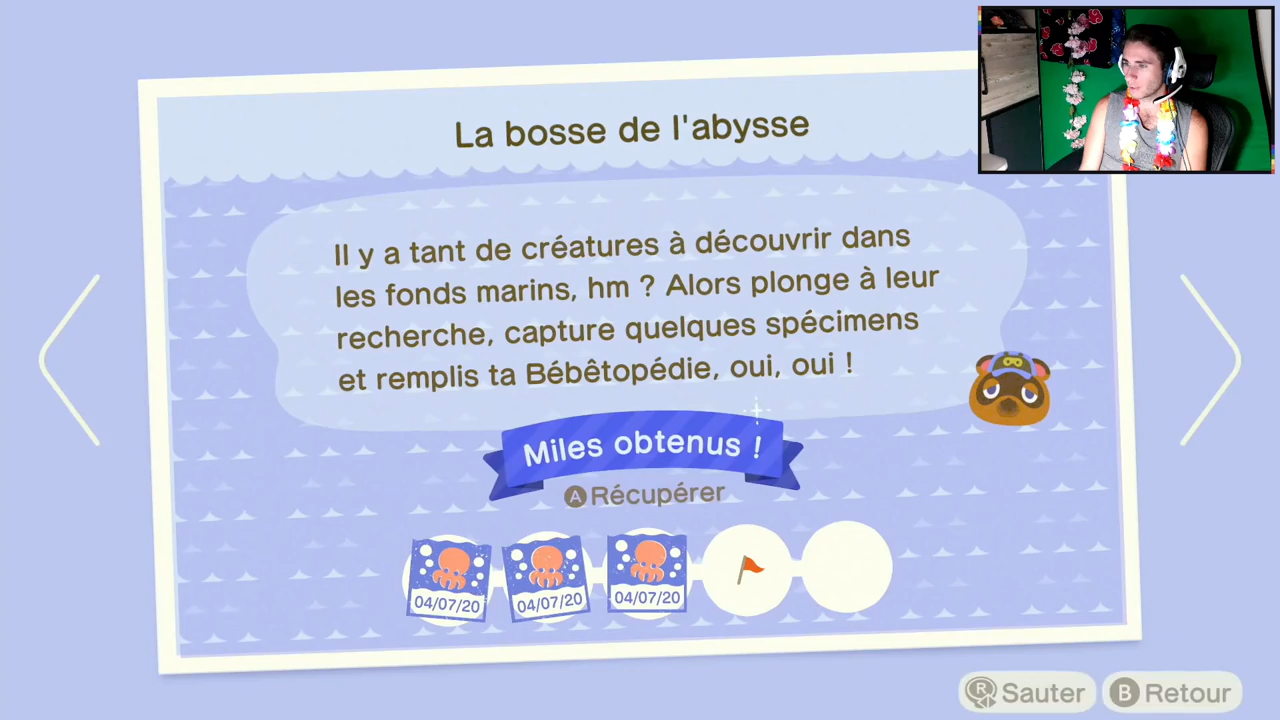 La bosse de l'abysse
Il y a tant de créatures à découvrir dans
les fonds marins, hm ? Alors plonge à leur
recherche, capture quelques spécimens
et remplis ta Bébêtopédie, oui, oui !
Miles obtenus !
A Récupérer
04/07/20 04/07/20 04/07/20
R Sauter B Retour